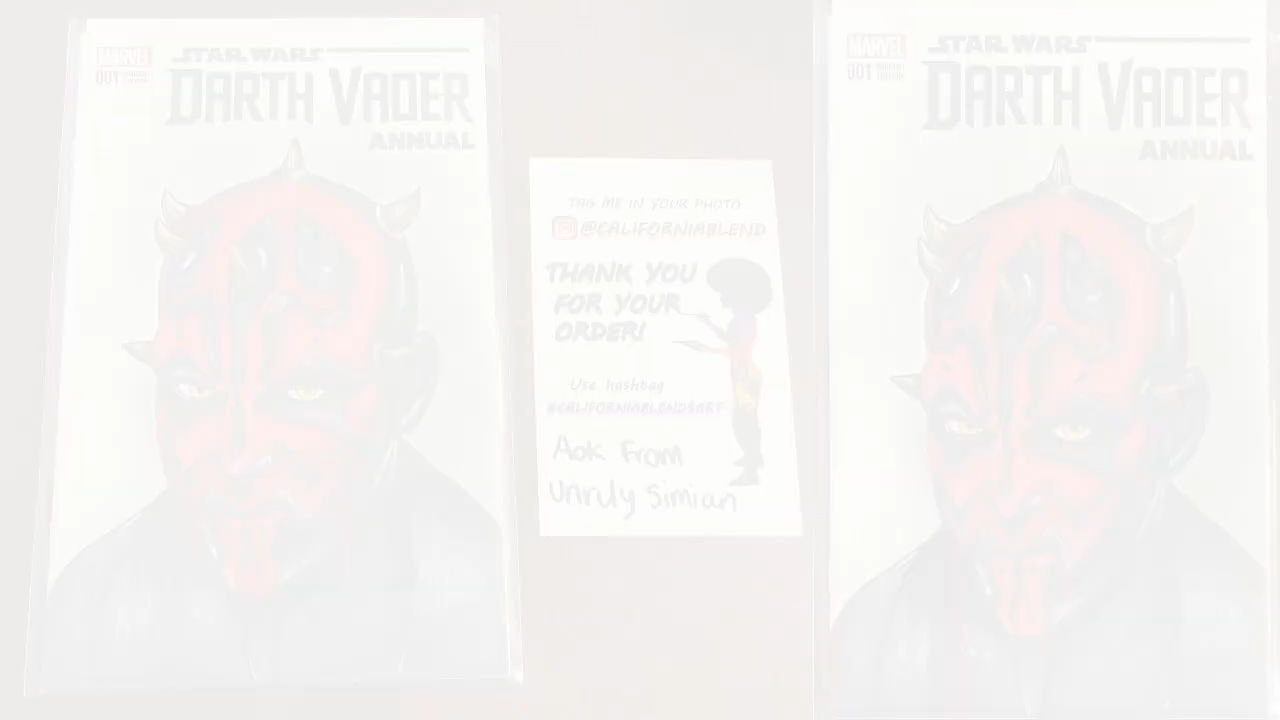 MARVEL
001
STAR WARS
DARTH VADER
ANNUAL
TAG ME IN YOUR PHOTO
@CALIFORNIABLEND
THANK YOU
FOR YOUR
ORDER!
Use hashtag
#CALIFORNIABLENDSART
Aok From
Unruly Simian
MARVEL
001
STAR WARS
DARTH VADER
ANNUAL